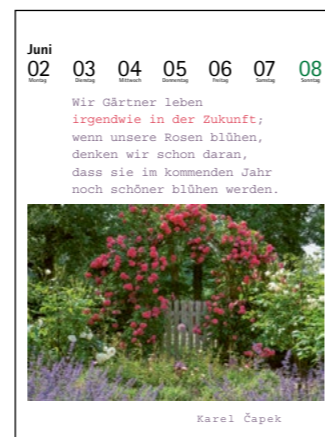 Juni
02 03 04 05 06 07 08
Montag Dienstag Mittwoch Donnerstag Freitag Samstag Sonntag
Wir Gärtner leben
irgendwie in der Zukunft;
wenn unsere Rosen blühen,
denken wir schon daran,
dass sie im kommenden Jahr
noch schöner blühen werden.
Karel Čapek